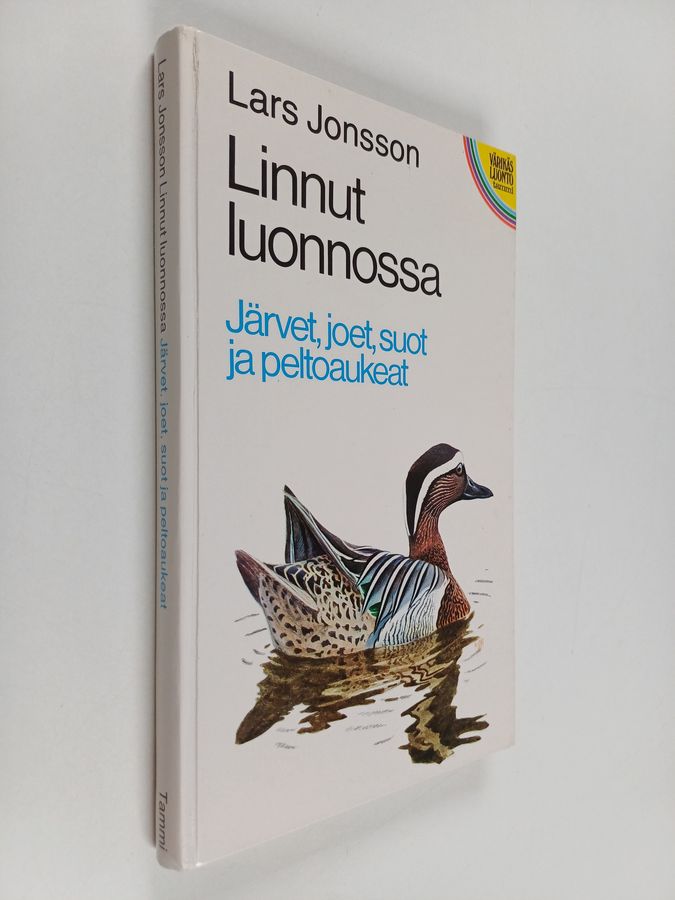 Lars Jonsson
Linnut
luonnossa
Järvet, joet, suot
ja peltoaukeat
VÄRIKÄS
LUONTO
tammi
Lars Jonsson Linnut luonnossa Järvet, joet, suot ja peltoaukeat
Tammi